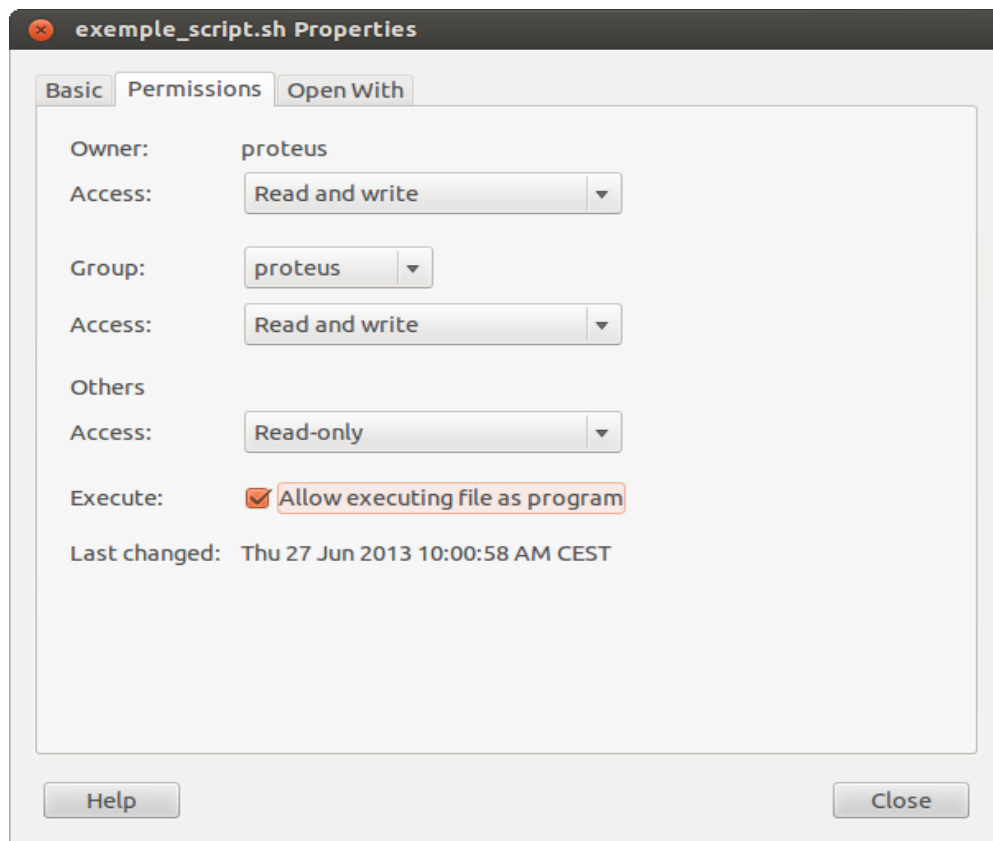 exemple_script.sh Properties
Basic Permissions Open With
Owner: proteus
Access: Read and write
Group: proteus
Access: Read and write
Others
Access: Read-only
Execute: Allow executing file as program
Last changed: Thu 27 Jun 2013 10:00:58 AM CEST
Help Close